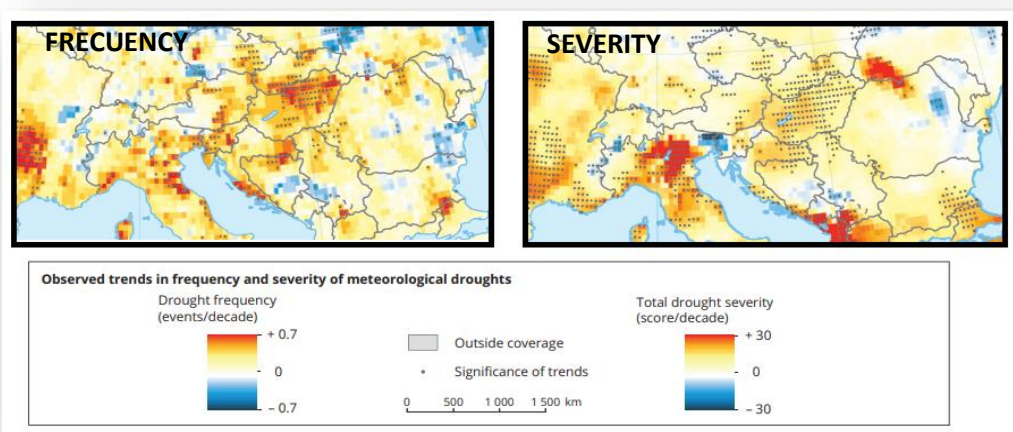 FRECUENCY
SEVERITY
Observed trends in frequency and severity of meteorological droughts
Drought frequency
(events/decade)
+ 0.7
0
– 0.7
Outside coverage
Significance of trends
0 500 1 000 1 500 km
Total drought severity
(score/decade)
+ 30
0
– 30